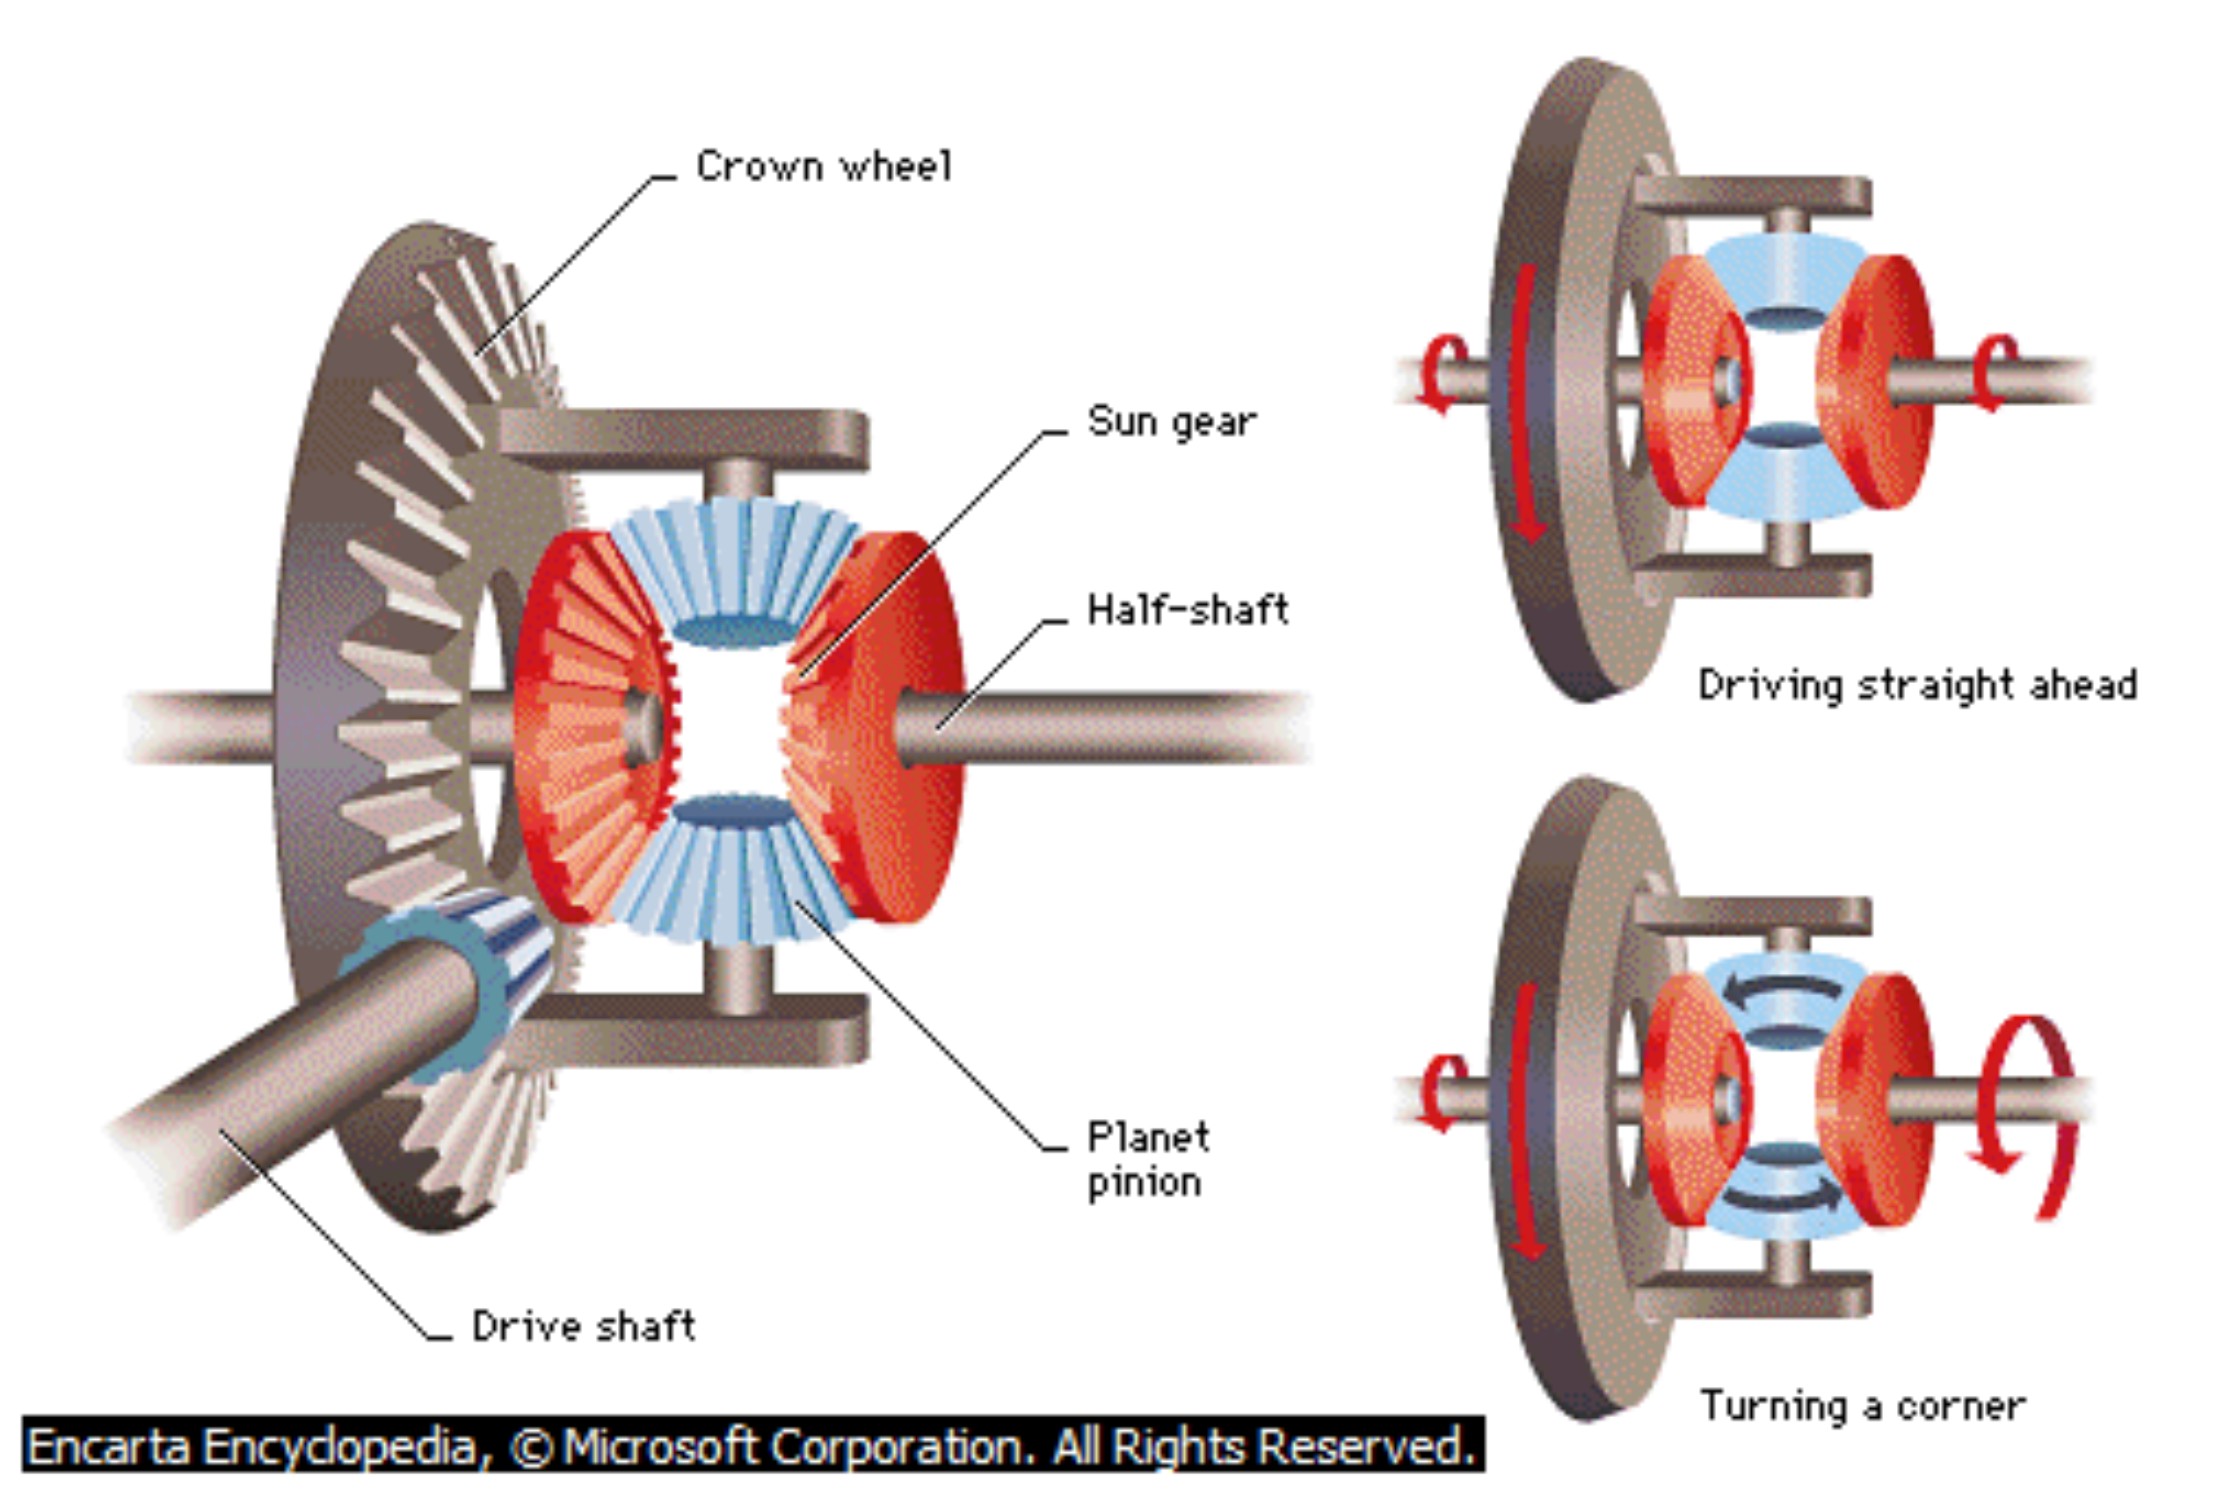 Crown wheel
Sun gear
Half-shaft
Driving straight ahead
Planet
pinion
Drive shaft
Turning a corner
Encarta Encyclopedia, © Microsoft Corporation. All Rights Reserved.